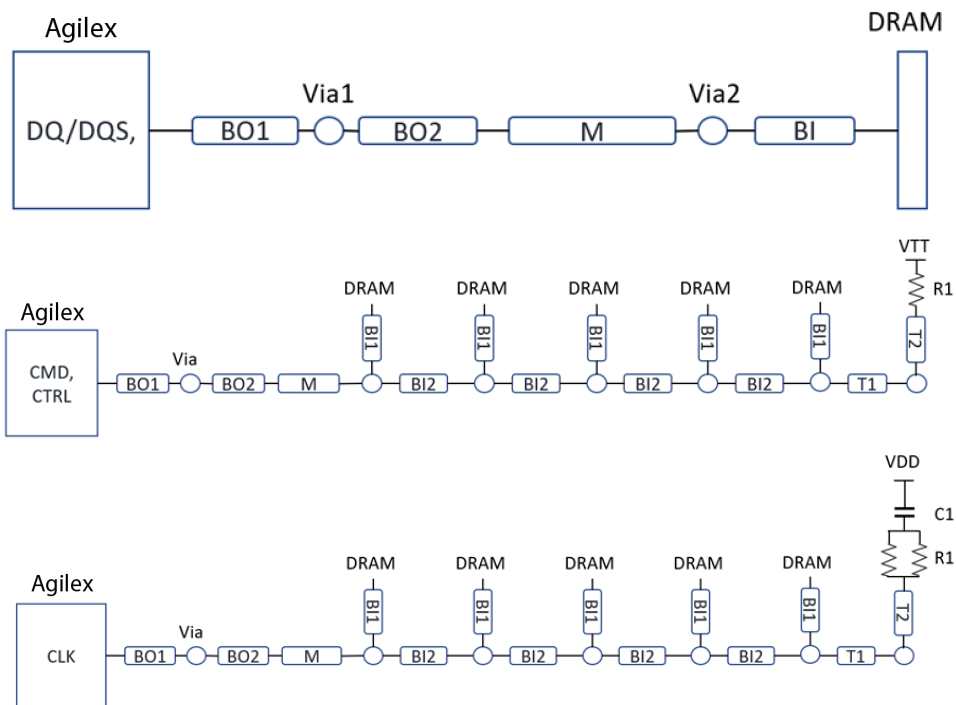 Agilex
DRAM
Via1
Via2
DQ/DQS,
BO1
BO2
M
BI
VTT
R1
DRAM
DRAM
DRAM
DRAM
DRAM
Agilex
BI1
BI1
BI1
BI1
BI1
T2
Via
CMD,
CTRL
BO1
BO2
M
BI2
BI2
BI2
BI2
T1
VDD
C1
R1
DRAM
DRAM
DRAM
DRAM
DRAM
Agilex
BI1
BI1
BI1
BI1
BI1
T2
Via
CLK
BO1
BO2
M
BI2
BI2
BI2
BI2
T1